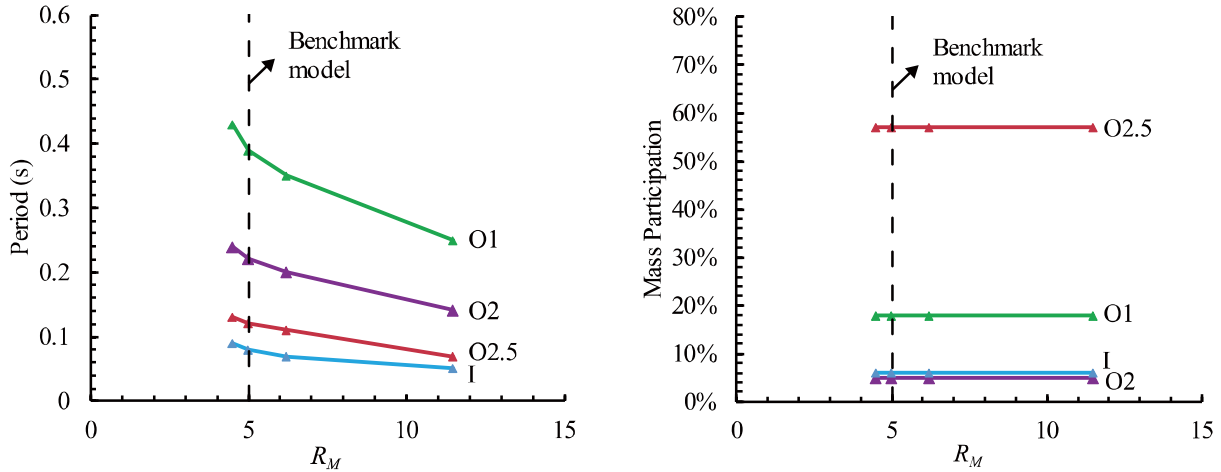 0.6
0.5
0.4
0.3
0.2
0.1
0
Period (s)
Benchmark
model
O1
O2
O2.5
I
0
5
10
15
R_M
80%
70%
60%
50%
40%
30%
20%
10%
0%
Mass Participation
Benchmark
model
O2.5
O1
I
O2
0
5
10
15
R_M